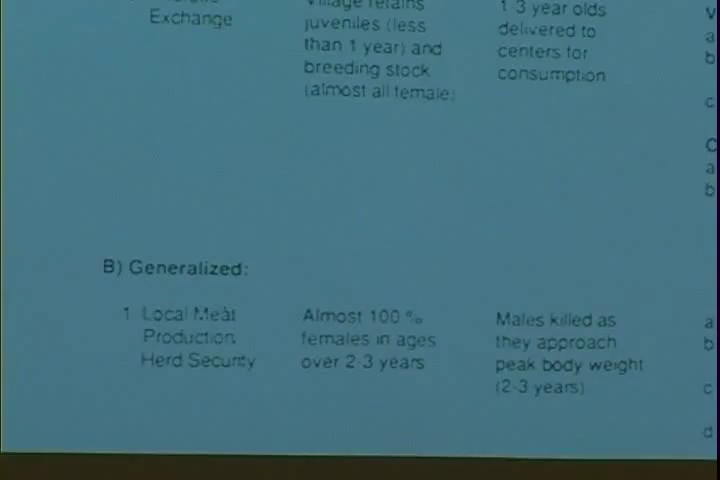 Exchange
Village retains
juveniles (less
than 1 year) and
breeding stock
(almost all female)
1-3 year olds
delivered to
centers for
consumption
B) Generalized:
1 Local Meat
Production
Herd Security
Almost 100 %
females in ages
over 2-3 years
Males killed as
they approach
peak body weight
(2-3 years)
a
b
c
C
a
b
a
b
c
d